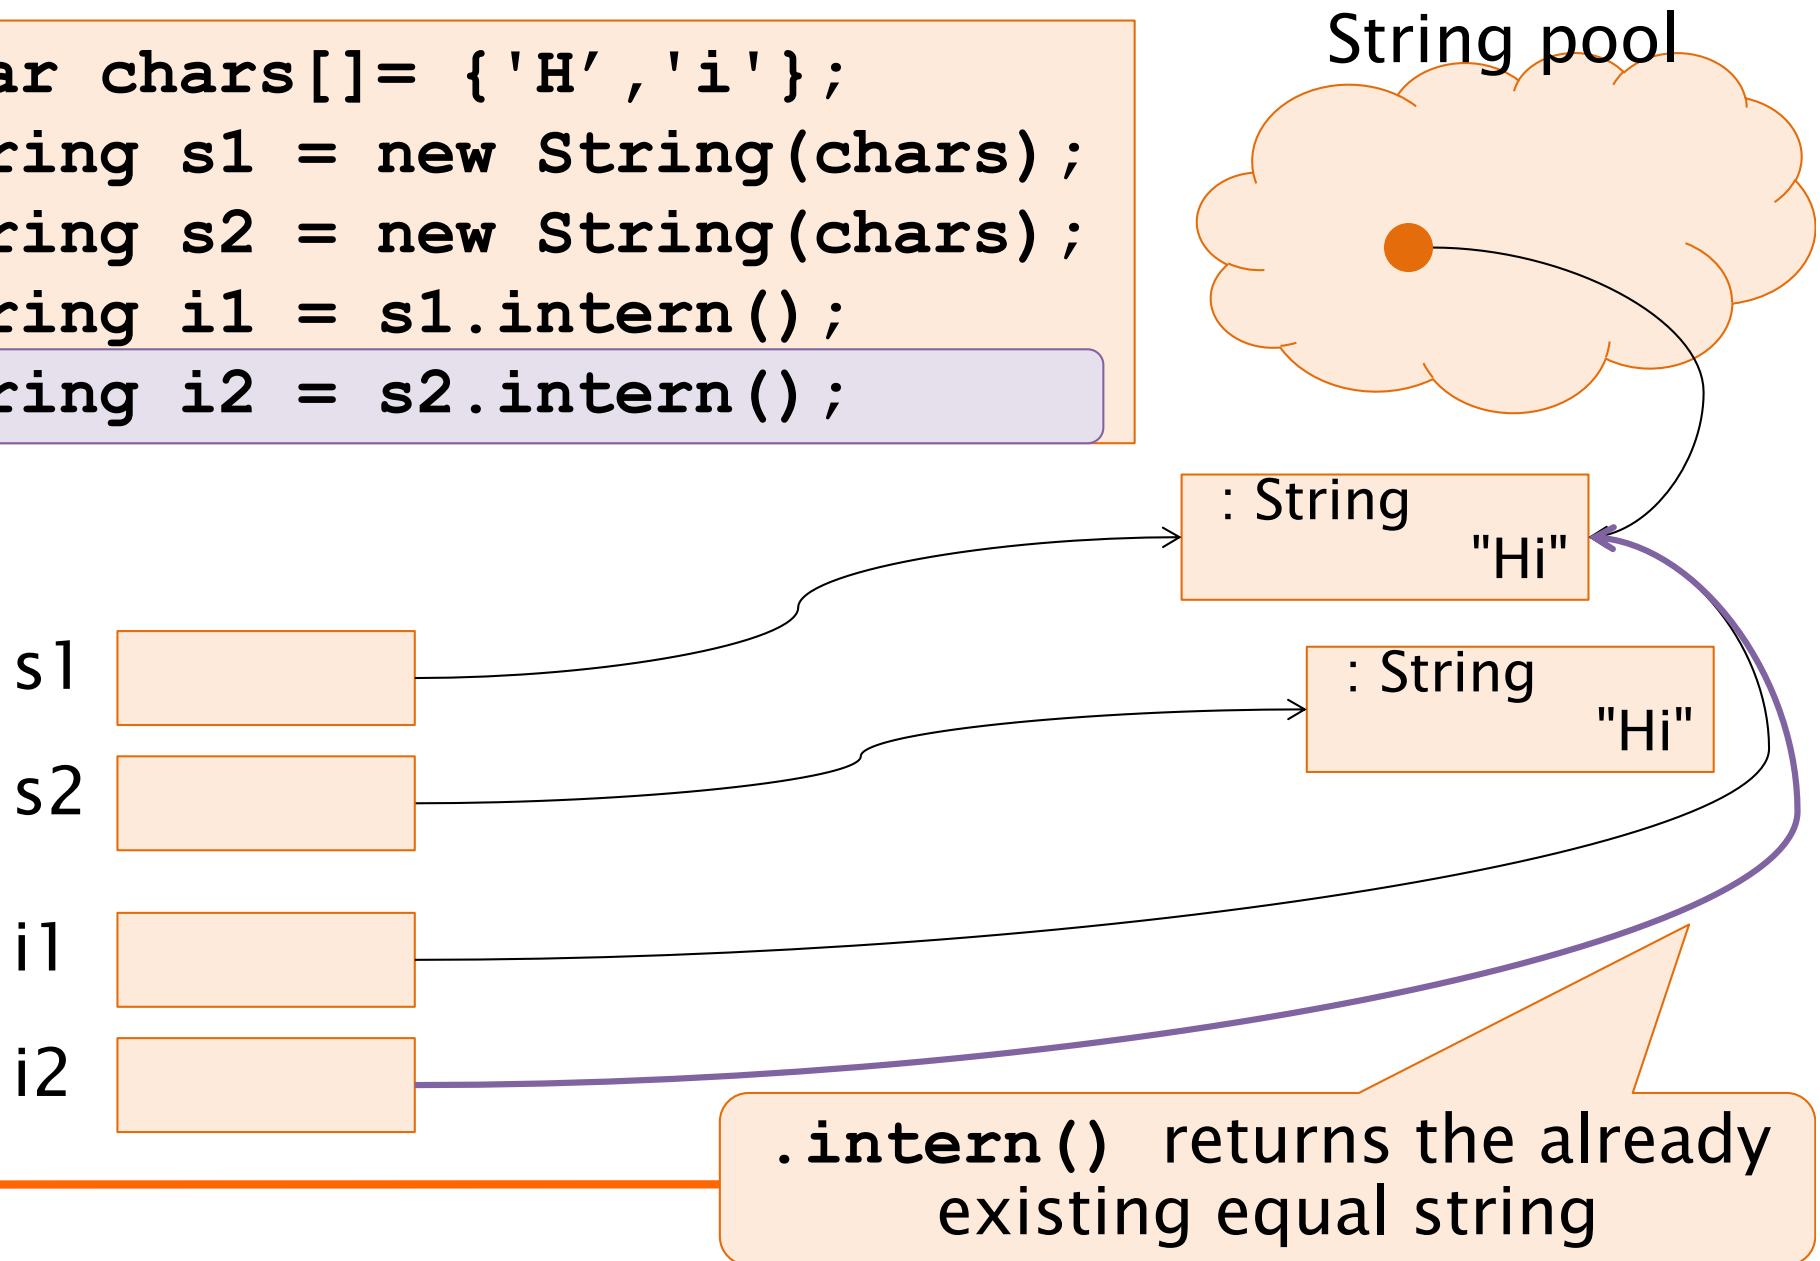 ar chars[]= {'H’,'i'};
ring s1 = new String(chars);
ring s2 = new String(chars);
ring i1 = s1.intern();
ring i2 = s2.intern();
String pool
: String
"Hi"
: String
"Hi"
s1
s2
i1
i2
.intern() returns the already
existing equal string